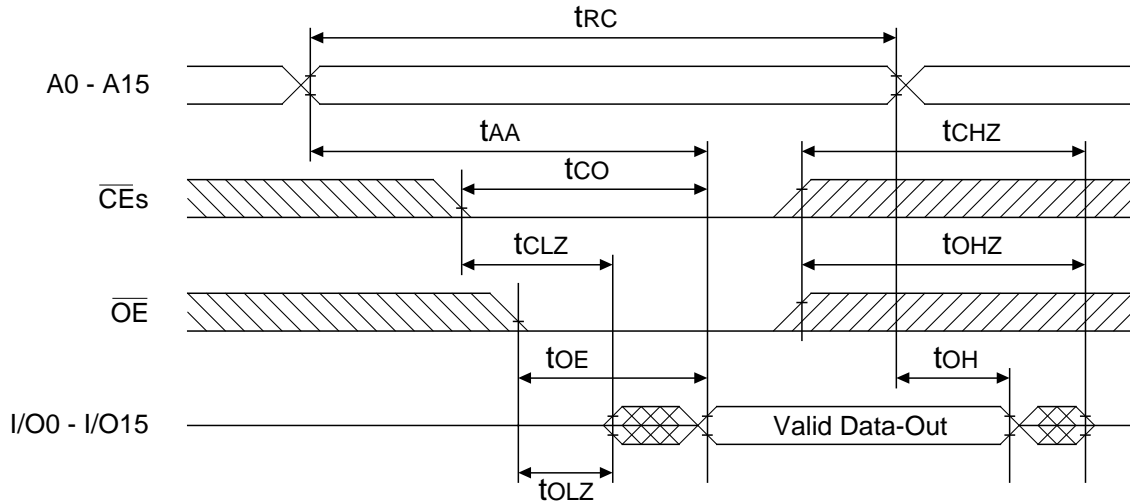 tRC
A0 - A15
tAA
tCHZ
tCO
CEs
tCLZ
tOHZ
OE
tOE
tOH
I/O0 - I/O15
Valid Data-Out
tOLZ